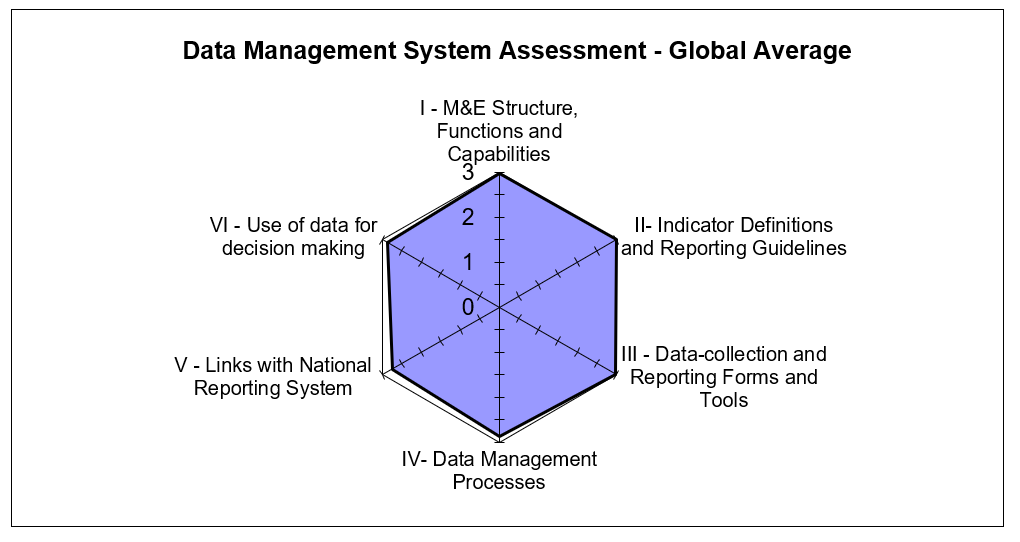 Data Management System Assessment - Global Average
I - M&E Structure,
Functions and
Capabilities
3
2
1
0
II- Indicator Definitions
and Reporting Guidelines
III - Data-collection and
Reporting Forms and
Tools
IV- Data Management
Processes
V - Links with National
Reporting System
VI - Use of data for
decision making